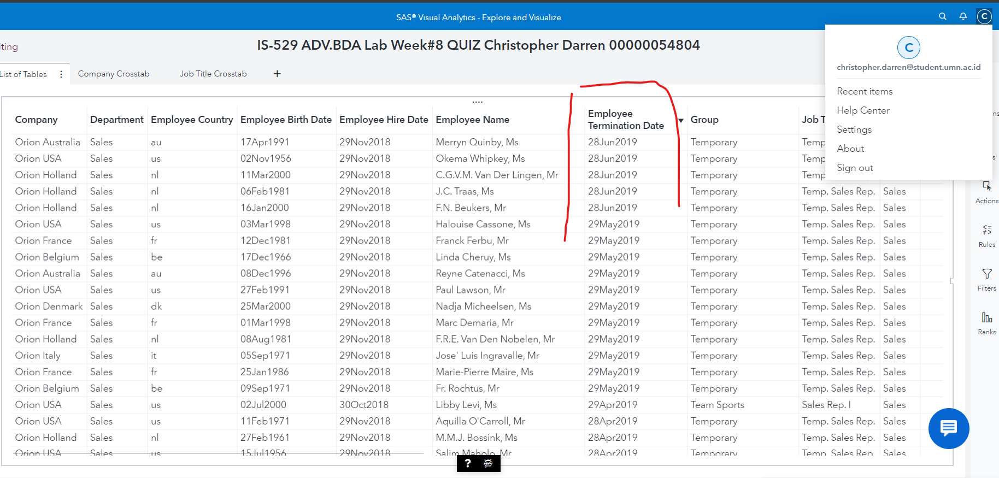 SAS® Visual Analytics - Explore and Visualize
C
iting
IS-529 ADV.BDA Lab Week#8 QUIZ Christopher Darren 00000054804
C
christopher.darren@student.umn.ac.id
Recent items
Help Center
Settings
About
Sign out
List of Tables Company Crosstab Job Title Crosstab +
Company Department Employee Country Employee Birth Date Employee Hire Date Employee Name Employee Termination Date Group Job T
Orion Australia Sales au 17Apr1991 29Nov2018 Merryn Quinby, Ms 28Jun2019 Temporary Temp
Orion USA Sales us 02Nov1956 29Nov2018 Okema Whipkey, Ms 28Jun2019 Temporary Temp
Orion Holland Sales nl 11Mar2000 29Nov2018 C.G.V.M. Van Der Lingen, Mr 28Jun2019 Temporary Temp
Orion Holland Sales nl 06Feb1981 29Nov2018 J.C. Traas, Ms 28Jun2019 Temporary Temp. Sales Rep. Sales
Orion Holland Sales nl 16Jan2000 29Nov2018 F.N. Beukers, Mr 28Jun2019 Temporary Temp. Sales Rep. Sales
Orion USA Sales us 03Mar1998 29Nov2018 Halouise Cassone, Ms 29May2019 Temporary Temp. Sales Rep. Sales
Orion France Sales fr 12Dec1981 29Nov2018 Franck Ferbu, Mr 29May2019 Temporary Temp. Sales Rep. Sales
Orion Belgium Sales be 17Dec1966 29Nov2018 Linda Cheruy, Ms 29May2019 Temporary Temp. Sales Rep. Sales
Orion Australia Sales au 08Dec1996 29Nov2018 Reyne Catenacci, Ms 29May2019 Temporary Temp. Sales Rep. Sales
Orion USA Sales us 27Feb1991 29Nov2018 Paul Lawson, Mr 29May2019 Temporary Temp. Sales Rep. Sales
Orion Denmark Sales dk 25Mar2000 29Nov2018 Nadja Micheelsen, Ms 29May2019 Temporary Temp. Sales Rep. Sales
Orion France Sales fr 01Mar1998 29Nov2018 Marc Demaria, Mr 29May2019 Temporary Temp. Sales Rep. Sales
Orion Holland Sales nl 08Aug1981 29Nov2018 F.R.E. Van Den Nobelen, Mr 29May2019 Temporary Temp. Sales Rep. Sales
Orion Italy Sales it 05Sep1971 29Nov2018 Jose' Luis Ingravalle, Mr 29May2019 Temporary Temp. Sales Rep. Sales
Orion France Sales fr 25Jan1986 29Nov2018 Marie-Pierre Maire, Ms 29May2019 Temporary Temp. Sales Rep. Sales
Orion Belgium Sales be 09Sep1971 29Nov2018 Fr. Rochtus, Mr 29May2019 Temporary Temp. Sales Rep. Sales
Orion USA Sales us 02Jul2000 30Oct2018 Libby Levi, Ms 29Apr2019 Team Sports Sales Rep. I Sales
Orion USA Sales us 11Feb1971 29Nov2018 Aquilla O'Carroll, Mr 28Apr2019 Temporary Temp. Sales Rep. Sales
Orion Holland Sales nl 27Feb1961 29Nov2018 M.M.J. Bossink, Ms 28Apr2019 Temporary Temp. Sales Rep. Sales
Orion USA Sales us 15Jul1956 29Nov2018 Salim Maholo, Mr 28Apr2019 Temporary Temp. Sales Rep. Sales
Actions
Rules
Filters
Ranks
?